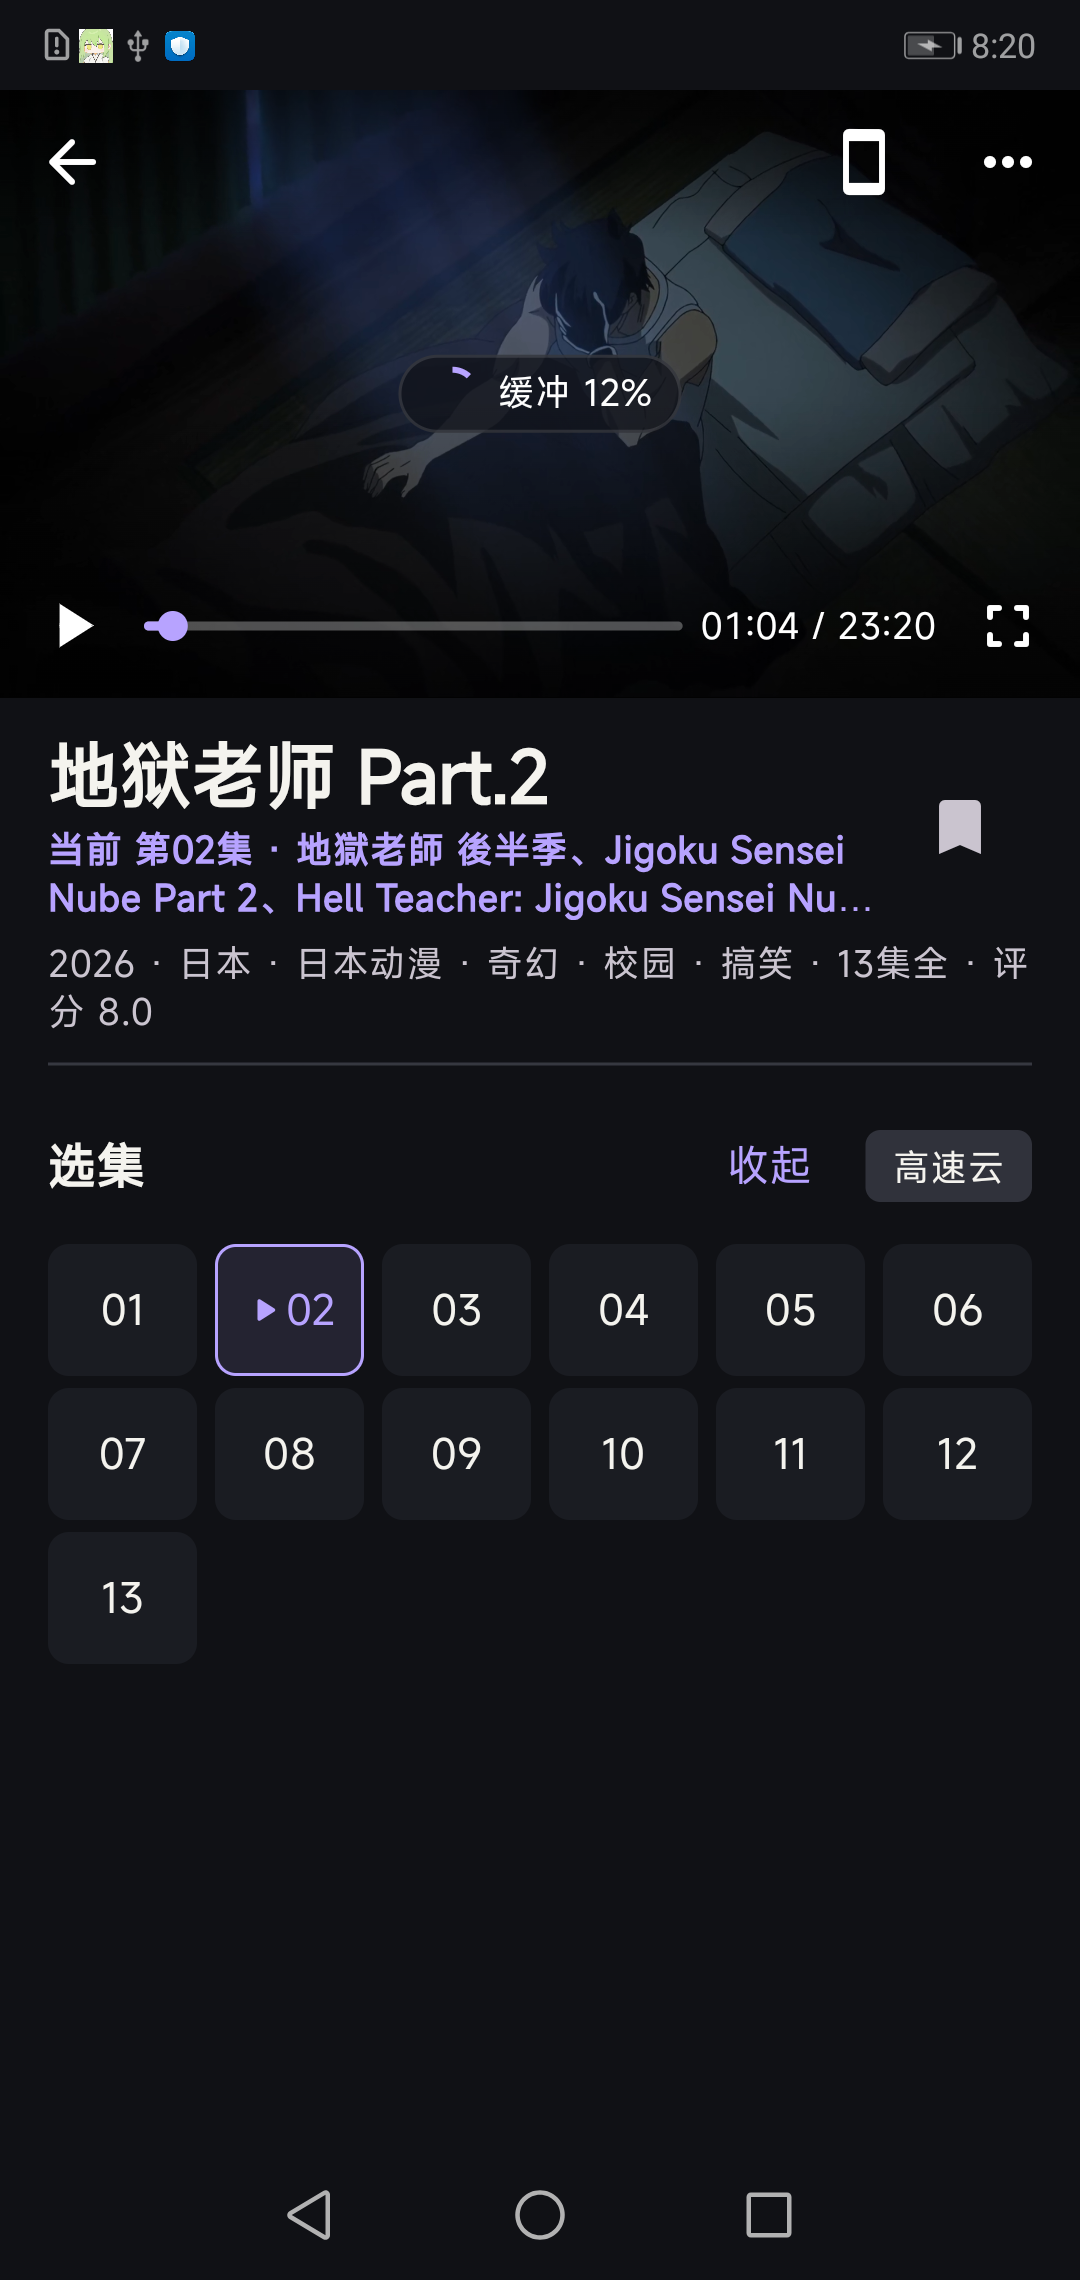 8:20
缓冲 12%
01:04 / 23:20
地狱老师 Part.2
当前 第02集 · 地獄老師 後半季、Jigoku Sensei
Nube Part 2、Hell Teacher: Jigoku Sensei Nu…
2026 · 日本 · 日本动漫 · 奇幻 · 校园 · 搞笑 · 13集全 · 评
分 8.0
选集 收起 高速云
01 02 03 04 05 06
07 08 09 10 11 12
13